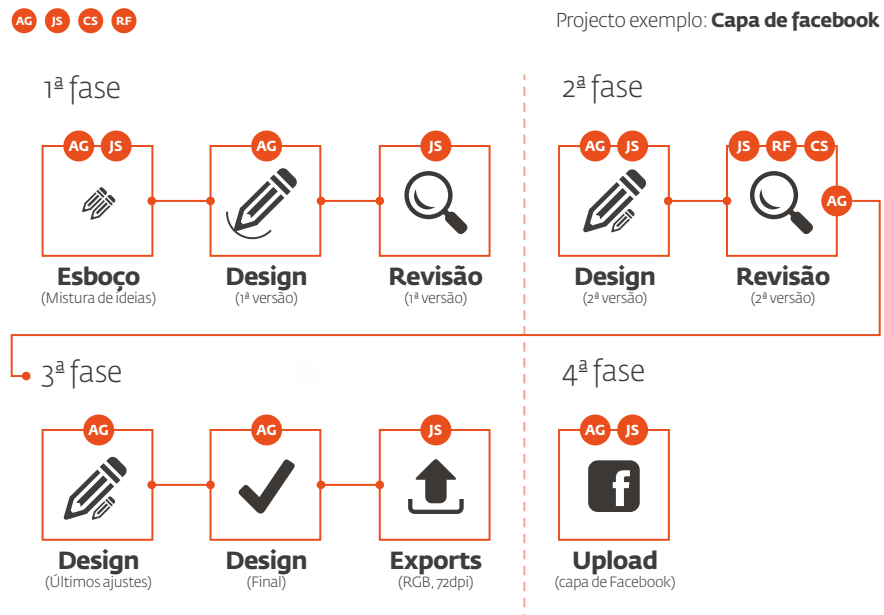 AG JS CS RF
Projecto exemplo: Capa de facebook
1ª fase
AG JS
Esboço
(Mistura de ideias)
AG
Design
(1ª versão)
JS
Revisão
(1ª versão)
2ª fase
AG JS
Design
(2ª versão)
JS RF CS
AG
Revisão
(2ª versão)
3ª fase
AG
Design
(Últimos ajustes)
AG
Design
(Final)
JS
Exports
(RGB, 72dpi)
4ª fase
AG JS
f
Upload
(capa de Facebook)